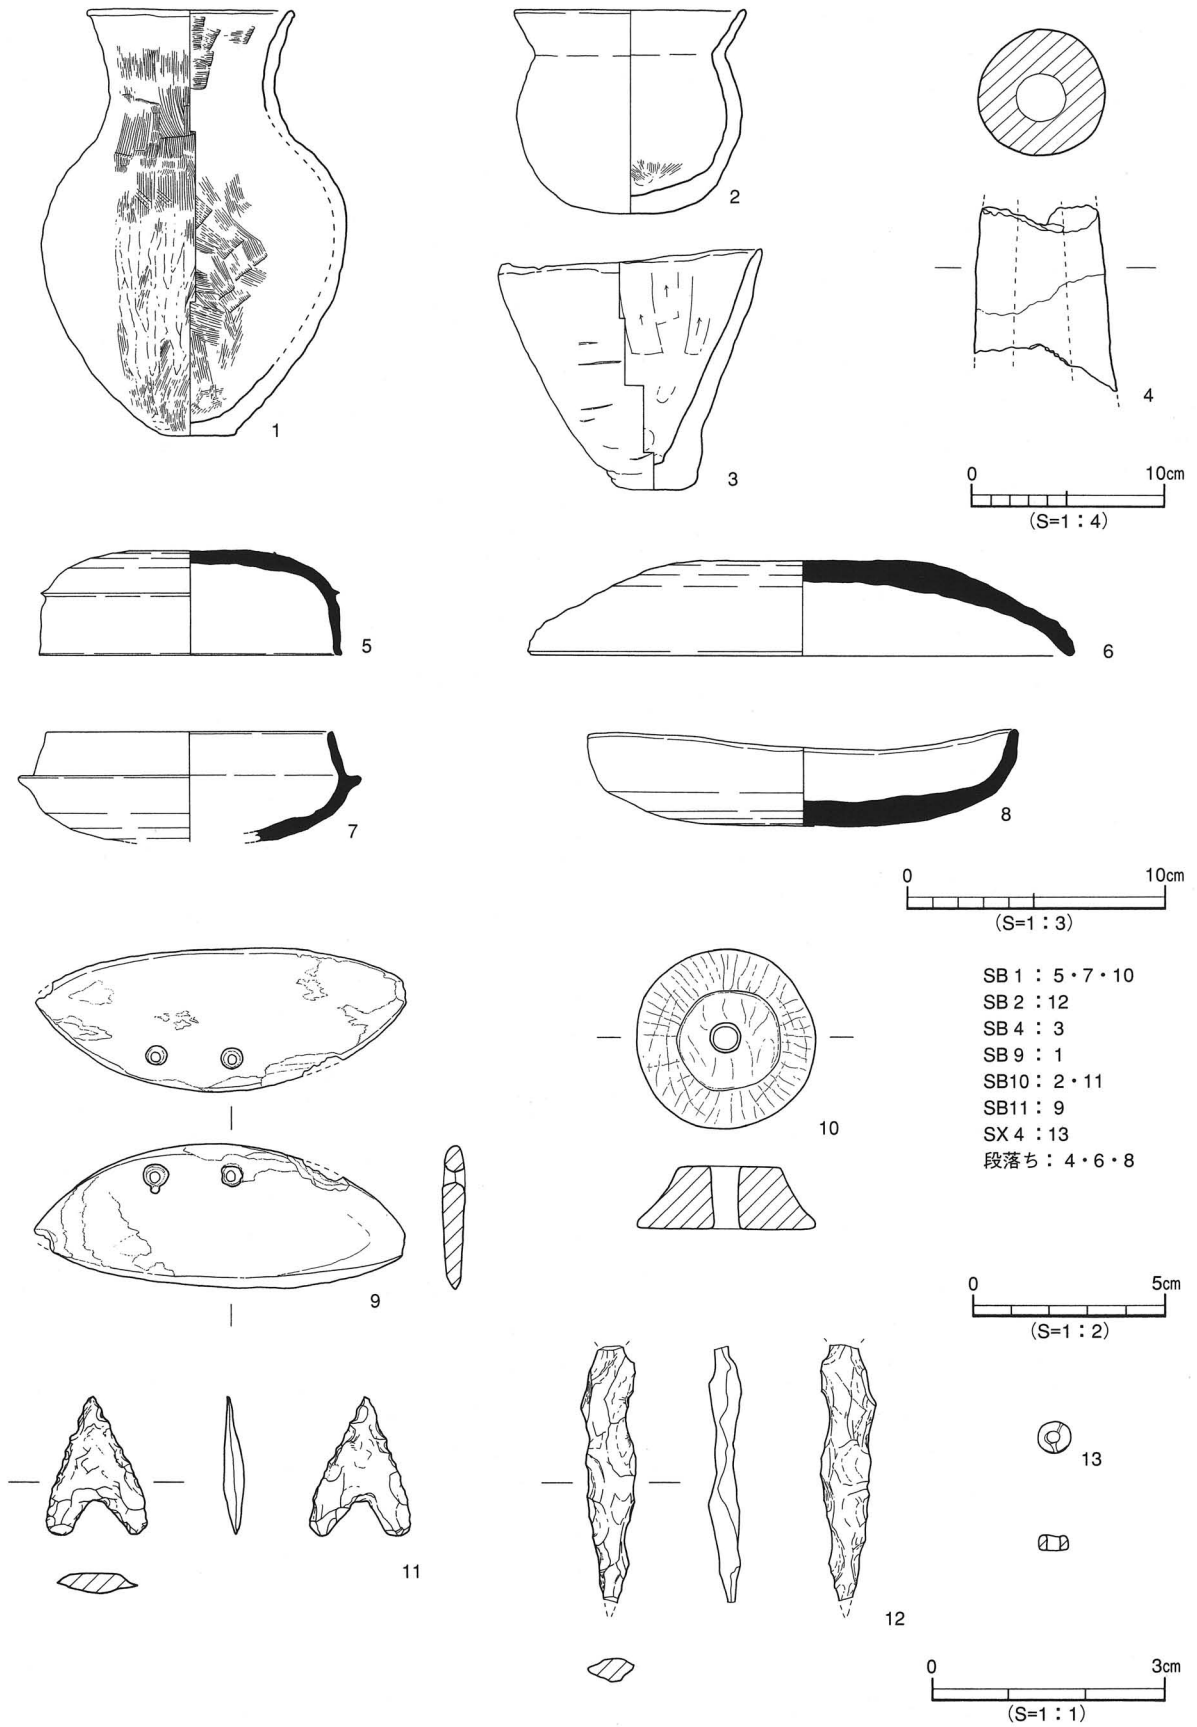 1
2
3
4
0 10cm
(S=1:4)
5
6
7
8
0 10cm
(S=1:3)
SB 1 : 5・7・10
SB 2 : 12
SB 4 : 3
SB 9 : 1
SB10 : 2・11
SB11 : 9
SX 4 : 13
段落ち : 4・6・8
9
10
0 5cm
(S=1:2)
11
12
13
0 3cm
(S=1:1)